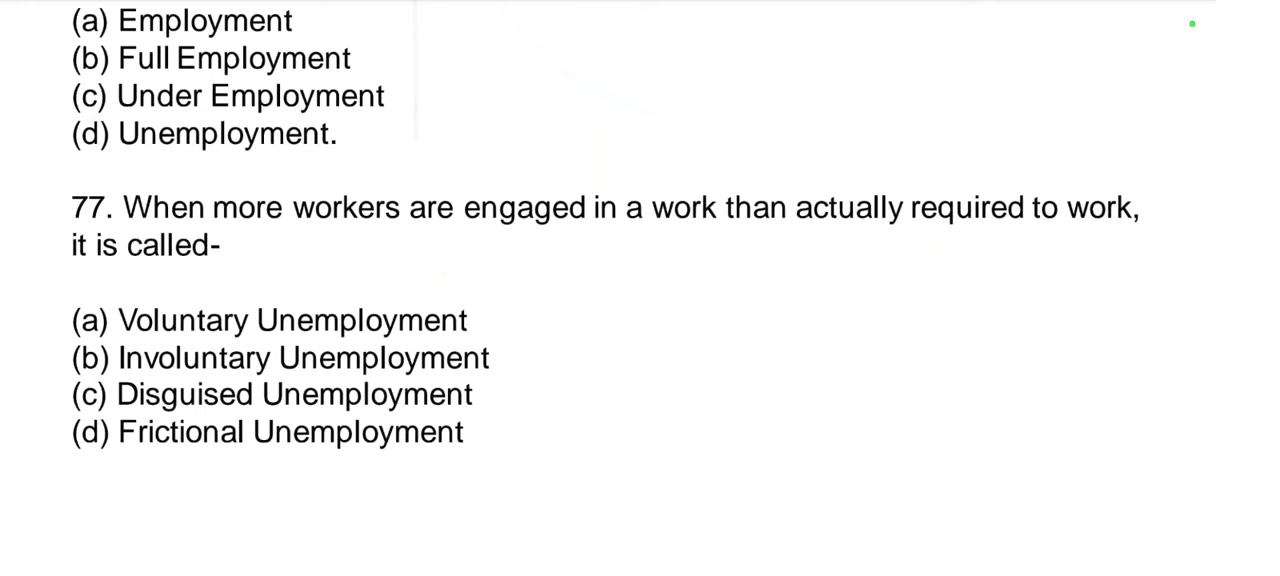 (a) Employment
(b) Full Employment
(c) Under Employment
(d) Unemployment.
77. When more workers are engaged in a work than actually required to work,
it is called-
(a) Voluntary Unemployment
(b) Involuntary Unemployment
(c) Disguised Unemployment
(d) Frictional Unemployment